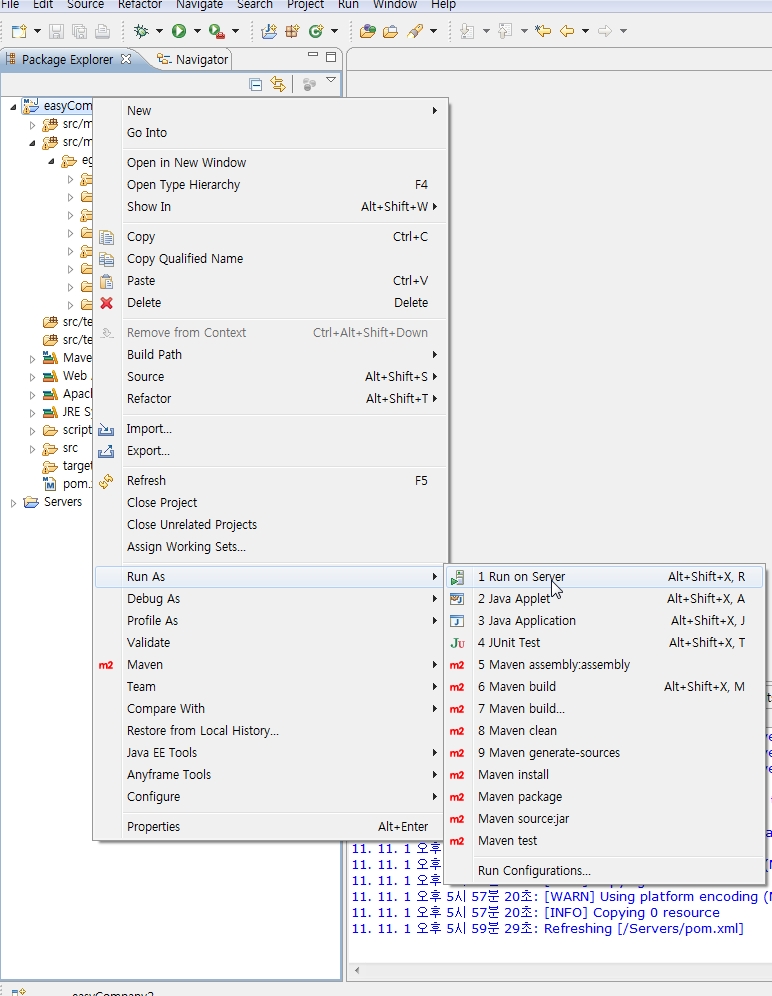 File Edit Source Refactor Navigate Search Project Run Window Help
Package Explorer Navigator
easyCom
src/m
src/m
eg
src/te
src/te
Mave
Web
Apac
JRE Sy
script
src
target
pom.
Servers
New
Go Into
Open in New Window
Open Type Hierarchy F4
Show In Alt+Shift+W
Copy Ctrl+C
Copy Qualified Name
Paste Ctrl+V
Delete Delete
Remove from Context Ctrl+Alt+Shift+Down
Build Path
Source Alt+Shift+S
Refactor Alt+Shift+T
Import...
Export...
Refresh F5
Close Project
Close Unrelated Projects
Assign Working Sets...
Run As
Debug As
Profile As
Validate
m2 Maven
Team
Compare With
Restore from Local History...
Java EE Tools
Anyframe Tools
Configure
Properties Alt+Enter
1 Run on Server Alt+Shift+X, R
2 Java Applet Alt+Shift+X, A
3 Java Application Alt+Shift+X, J
JU 4 JUnit Test Alt+Shift+X, T
m2 5 Maven assembly:assembly
m2 6 Maven build Alt+Shift+X, M
m2 7 Maven build...
m2 8 Maven clean
m2 9 Maven generate-sources
m2 Maven install
m2 Maven package
m2 Maven source:jar
m2 Maven test
Run Configurations...
11. 11. 1 오후
11. 11. 1 오후
11. 11. 1 오후
11. 11. 1 오후 5시 57분 20초: [WARN] Using platform encoding (M
11. 11. 1 오후 5시 57분 20초: [INFO] Copying 0 resource
11. 11. 1 오후 5시 59분 29초: Refreshing [/Servers/pom.xml]
easyCompany2